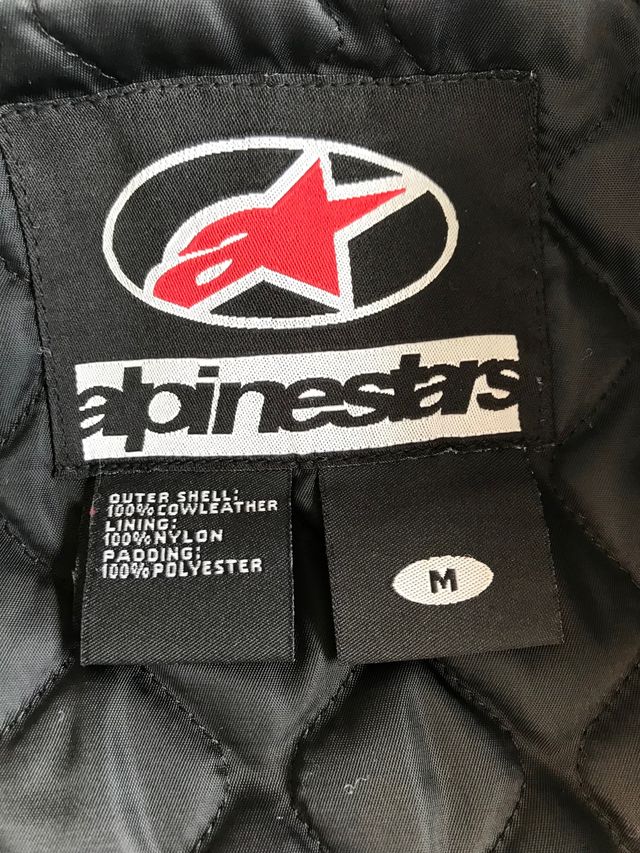 alpinestars
OUTER SHELL:
100%COWLEATHER
LINING:
100%NYLON
PADDING:
100%POLYESTER
M